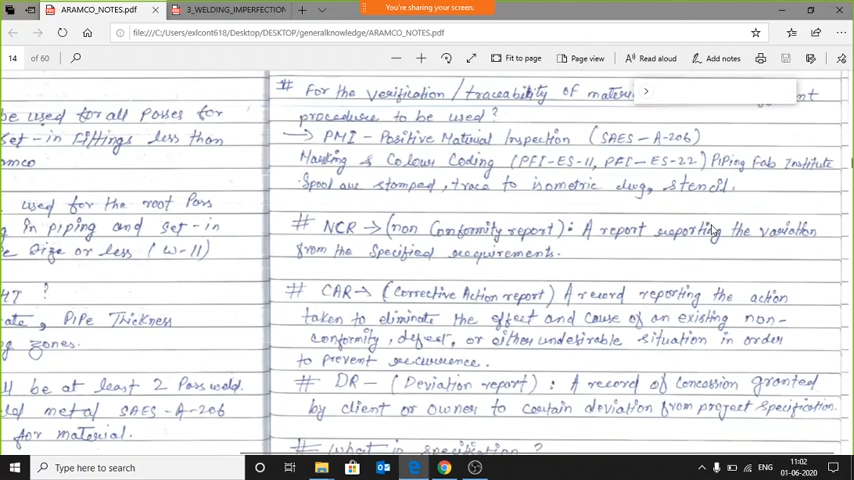 ARAMCO_NOTES.pdf
3_WELDING_IMPERFECTION
You're sharing your screen.
file:///C:/Users/exlcont618/Desktop/DESKTOP/generalknowledge/ARAMCO_NOTES.pdf
14 of 60
Fit to page
Page view
Read aloud
Add notes
be used for all Passes for
set-in fittings less than
amco
used for the root Pass
g in piping and set-in
e Size or less (W-11)
HT ?
ate, PIPE Thickness
g zones.
ll be at least 2 Pass weld.
ld metal SAES-A-206
for material.
# For the verification/traceability of mater
procedure to be used?
→ PMI - Positive Material Inspection (SAES-A-206)
Marking & Colour Coding (PFI-ES-11, PFI-ES-22) Piping Fab Institute
Spool are stamped, trace to isometric dwg, stencil.
# NCR → (non Conformity report): A report reporting the variation
from the Specified requirements.
# CAR → (Corrective Action report) A record reporting the action
taken to eliminate the effect and cause of an existing non-
conformity, defect, or either undesirable situation in order
to prevent recurrence.
# DR - (Deviation report): A record of concession granted
by client or owner to contain deviation from project specification.
# What is specification?
Type here to search
ENG
11:02
01-06-2020